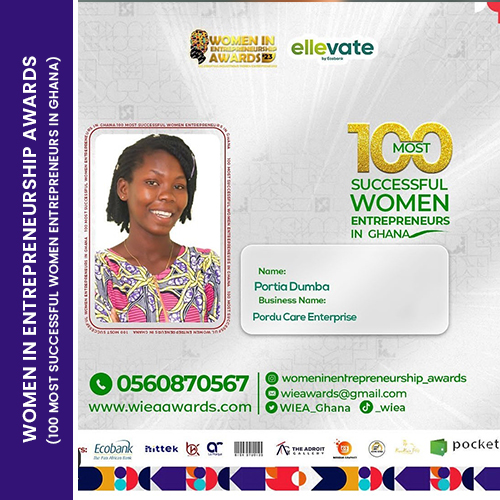 WOMEN IN ENTREPRENEURSHIP AWARDS
(100 MOST SUCCESSFUL WOMEN ENTREPRENEURS IN GHANA)
WOMEN IN
ENTREPRENEURSHIP
AWARDS 23
ellevate
by Ecobank
100
MOST
SUCCESSFUL
WOMEN
ENTREPRENEURS
IN GHANA
Name:
Portia Dumba
Business Name:
Pordu Care Enterprise
0560870567
www.wieaawards.com
womeninentrepreneurship_awards
wieawards@gmail.com
WIEA_Ghana
_wiea
Ecobank
The Pan African Bank
hittek
THE ADROIT
GALLERY
pocket